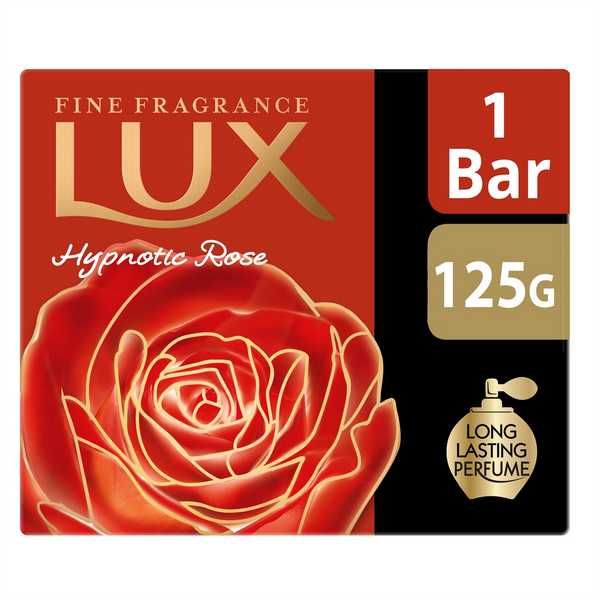 FINE FRAGRANCE
LUX
Hypnotic Rose
1
Bar
125G
LONG
LASTING
PERFUME